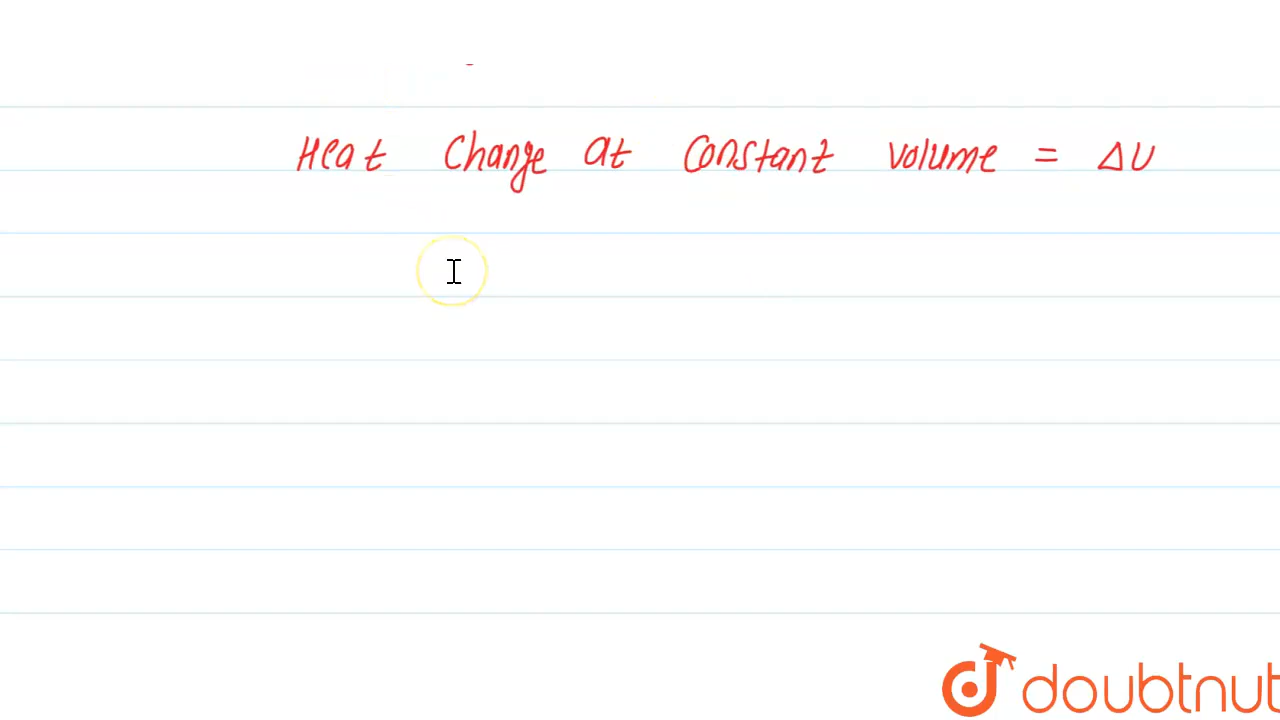 Heat Change at Constant volume = ΔU
doubtnut